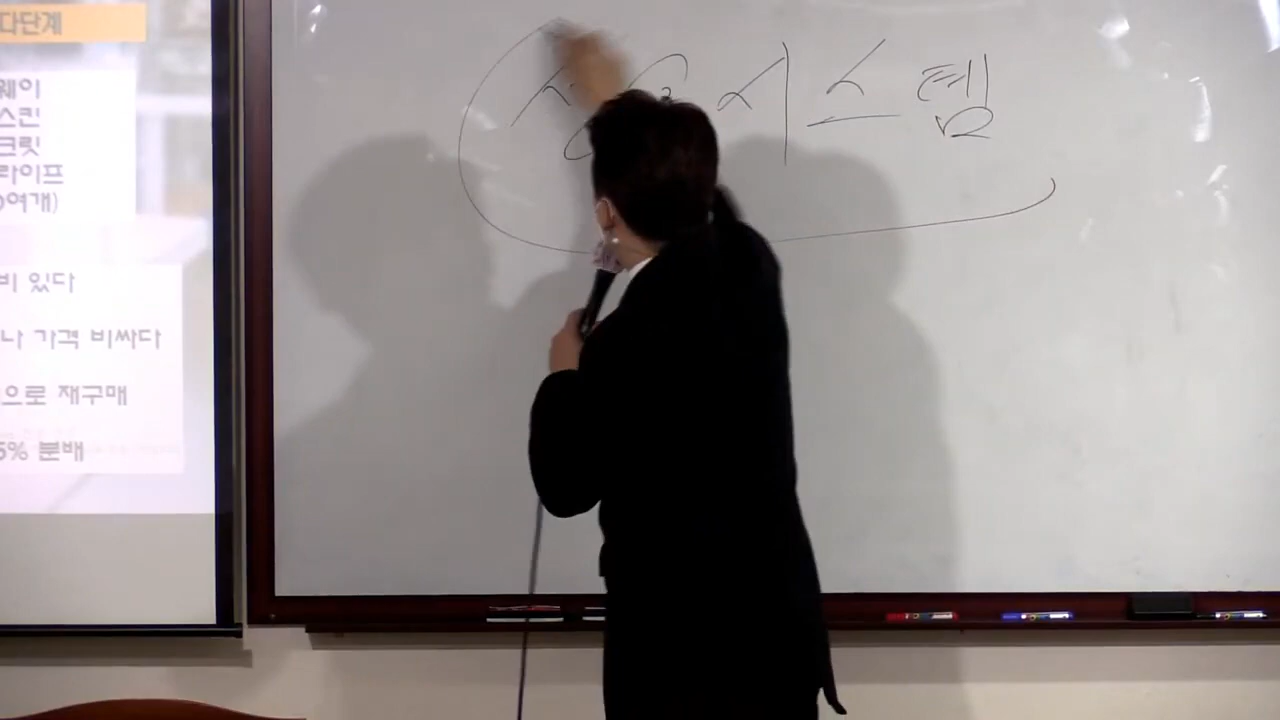 다단계
웨이
스킨
크릿
라이프
0여개)
비 있다
나 가격 비싸다
으로 재구매
5% 분배
시스템